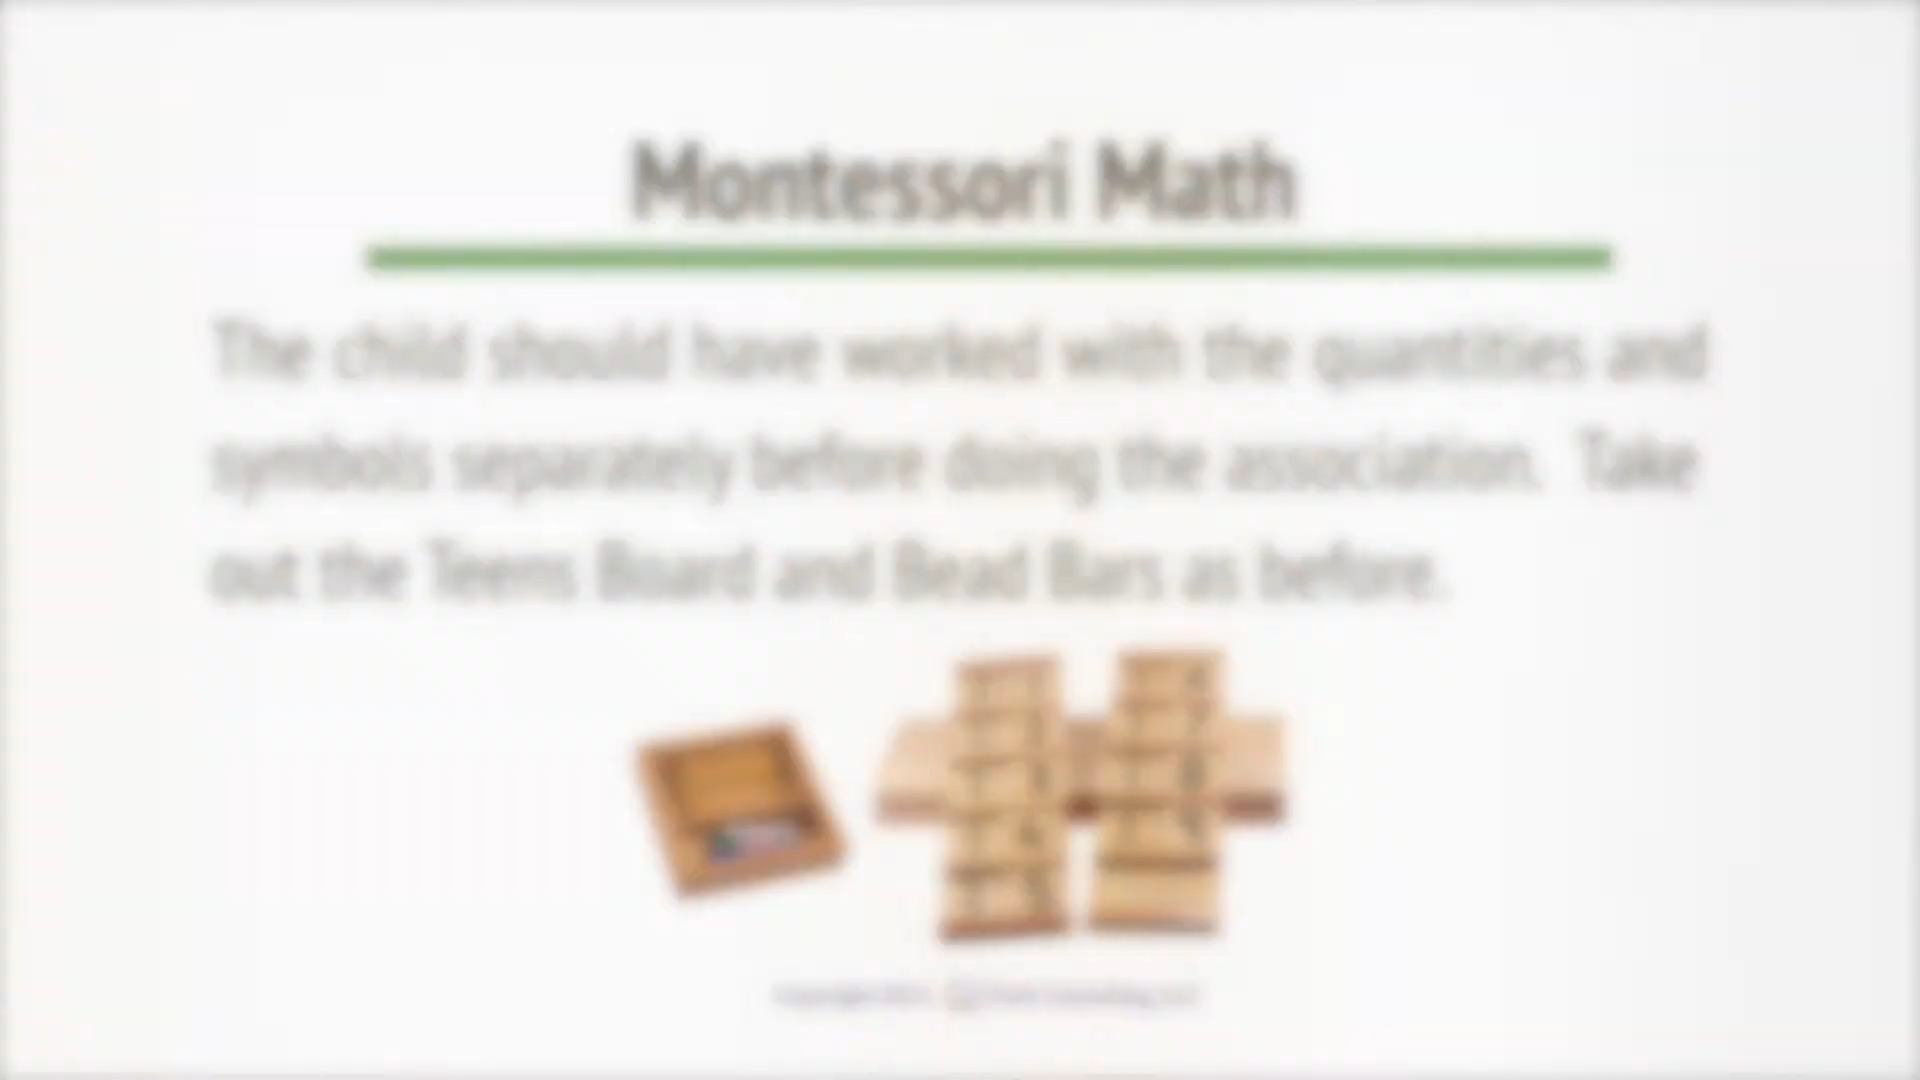 Montessori Math
The child should have worked with the quantities and
symbols separately before doing the association. Take
out the Teens Board and Bead Bars as before.